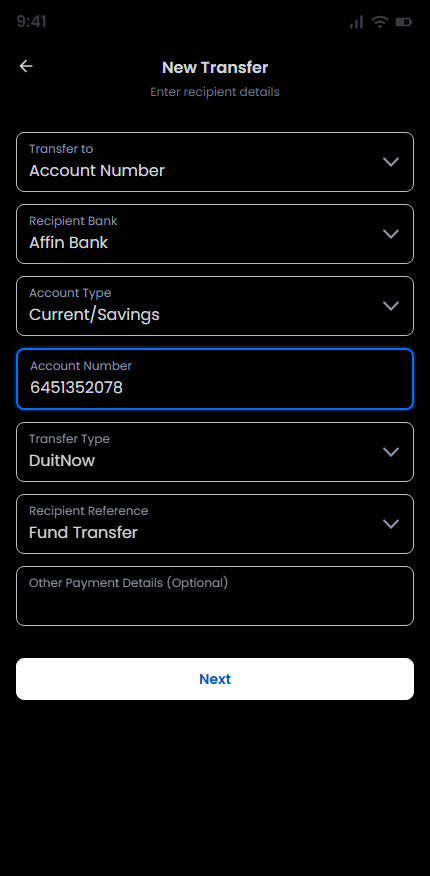 9:41
New Transfer
Enter recipient details
Transfer to
Account Number
Recipient Bank
Affin Bank
Account Type
Current/Savings
Account Number
6451352078
Transfer Type
DuitNow
Recipient Reference
Fund Transfer
Other Payment Details (Optional)
Next